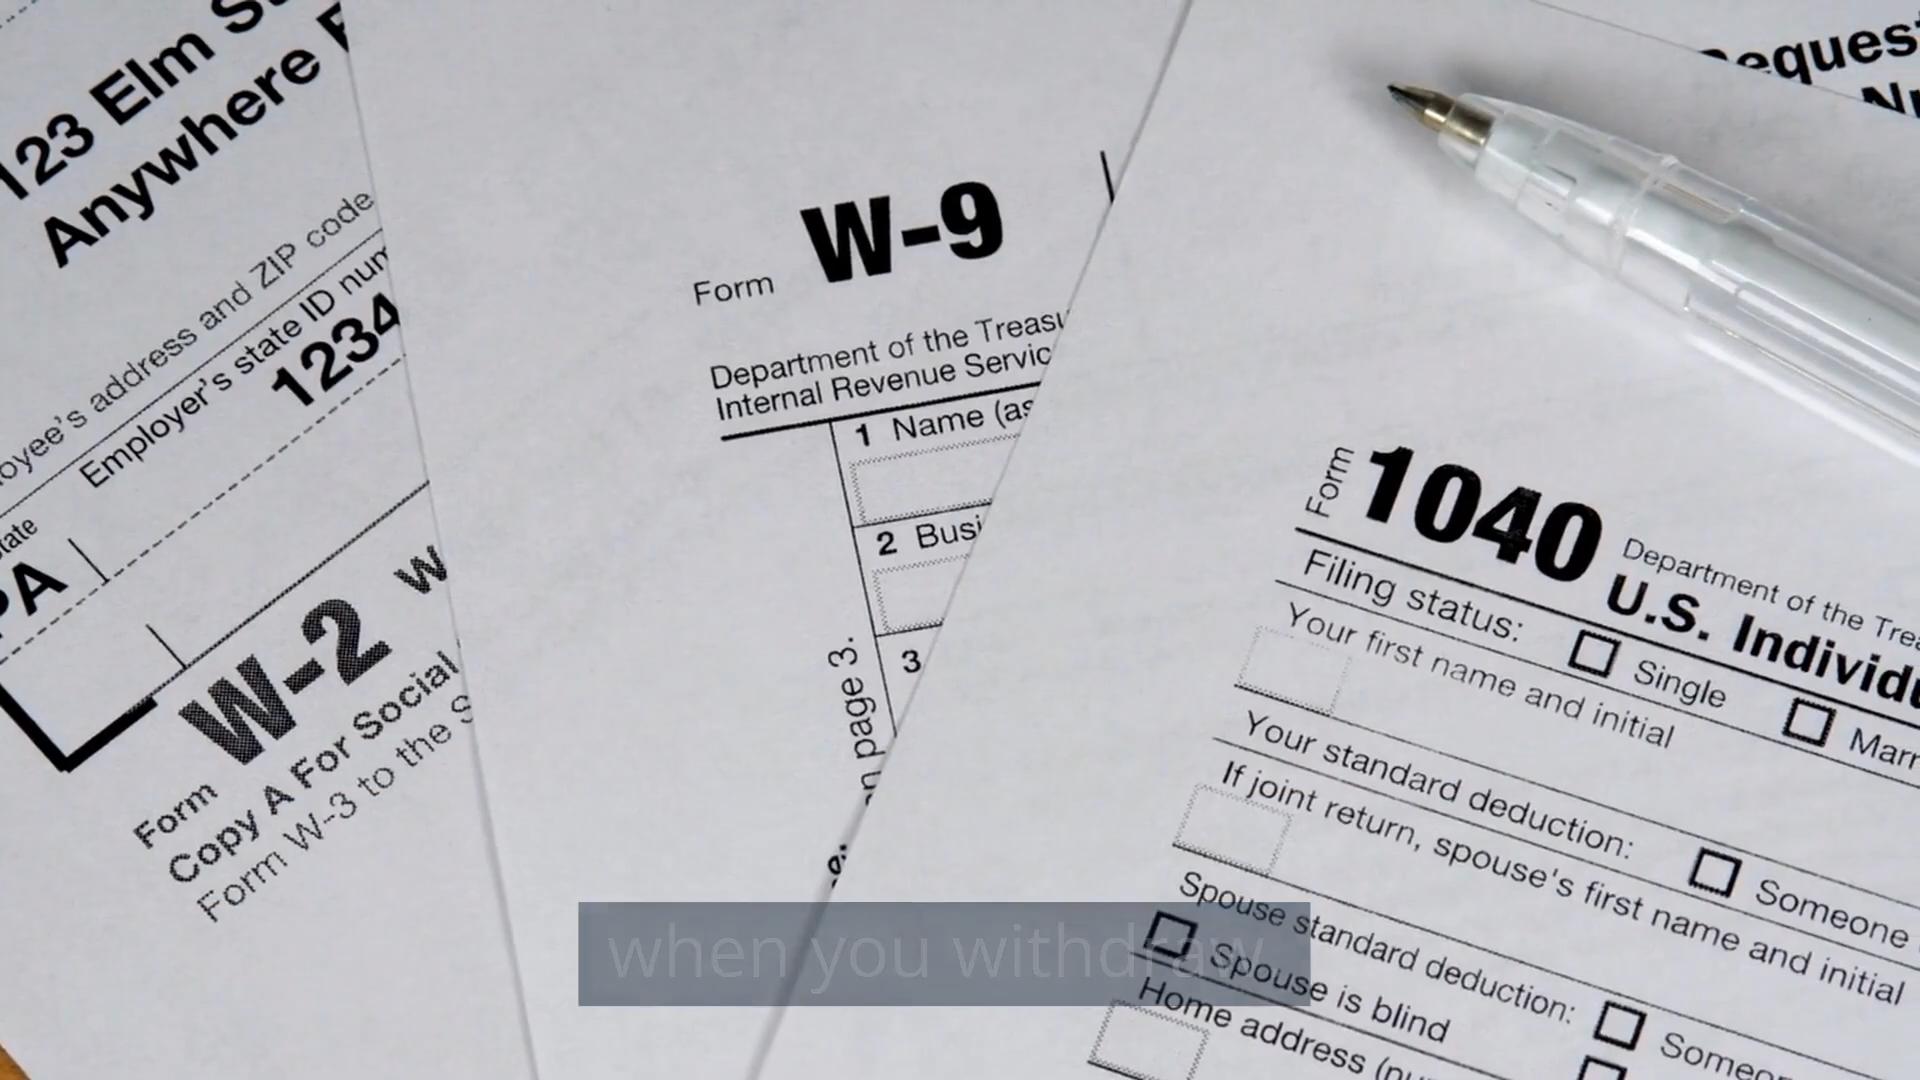 123 Elm S
Anywhere
oyee's address and ZIP code
Employer's state ID num
1234
PA
Form W-2 W
Copy A For Social
Form W-3 to the S
Form W-9
Department of the Treasu
Internal Revenue Servic
1 Name (as
2 Busi
3
page 3.
eques
Form 1040
Department of the Trea
U.S. Individu
Filing status:
Single
Marr
Your first name and initial
Your standard deduction:
Someone
If joint return, spouse's first name and initial
Spouse standard deduction:
Someon
Spouse is blind
Home address (nu
when you withdraw